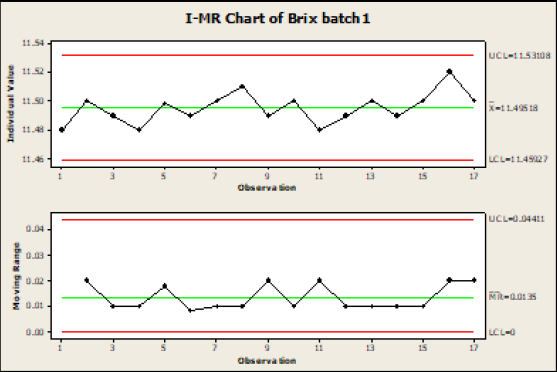 I-MR Chart of Brix batch1
11.54
11.52
11.50
11.48
11.46
Individual Value
UCL=11.53108
X=11.49518
LCL=11.45927
1 3 5 7 9 11 13 15 17
Observation
0.04
0.03
0.02
0.01
0.00
Moving Range
UCL=0.04411
MR=0.0135
LCL=0
1 3 5 7 9 11 13 15 17
Observation